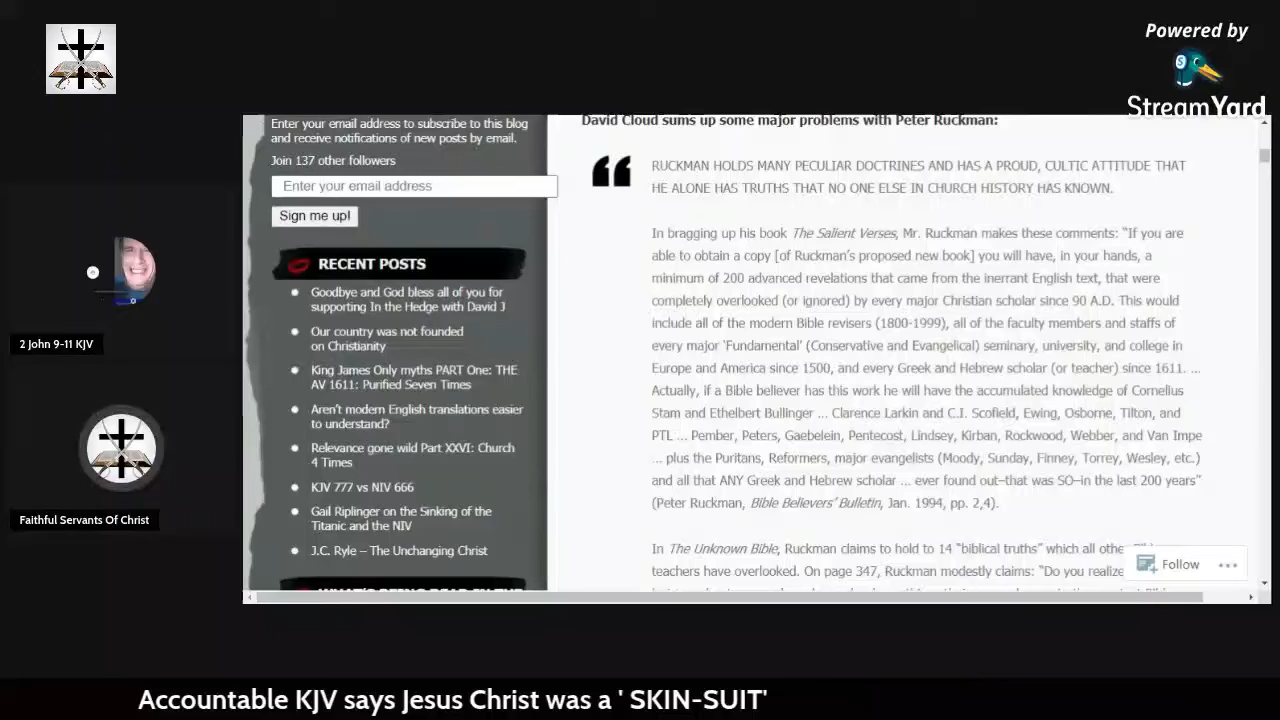 Powered by
StreamYard
Enter your email address to subscribe to this blog
and receive notifications of new posts by email.
Join 137 other followers
Enter your email address
Sign me up!
RECENT POSTS
Goodbye and God bless all of you for
supporting In the Hedge with David J
Our country was not founded
on Christianity
King James Only myths PART One: THE
AV 1611: Purified Seven Times
Aren't modern English translations easier
to understand?
Relevance gone wild Part XXVI: Church
4 Times
KJV 777 vs NIV 666
Gail Riplinger on the Sinking of the
Titanic and the NIV
J.C. Ryle – The Unchanging Christ
David Cloud sums up some major problems with Peter Ruckman:
RUCKMAN HOLDS MANY PECULIAR DOCTRINES AND HAS A PROUD, CULTIC ATTITUDE THAT
HE ALONE HAS TRUTHS THAT NO ONE ELSE IN CHURCH HISTORY HAS KNOWN.
In bragging up his book The Salient Verses, Mr. Ruckman makes these comments: “If you are
able to obtain a copy [of Ruckman's proposed new book] you will have, in your hands, a
minimum of 200 advanced revelations that came from the inerrant English text, that were
completely overlooked (or ignored) by every major Christian scholar since 90 A.D. This would
include all of the modern Bible revisers (1800-1999), all of the faculty members and staffs of
every major 'Fundamental' (Conservative and Evangelical) seminary, university, and college in
Europe and America since 1500, and every Greek and Hebrew scholar (or teacher) since 1611. ...
Actually, if a Bible believer has this work he will have the accumulated knowledge of Cornelius
Stam and Ethelbert Bullinger ... Clarence Larkin and C.I. Scofield, Ewing, Osborne, Tilton, and
PTL ... Pember, Peters, Gaebelein, Pentecost, Lindsey, Kirban, Rockwood, Webber, and Van Impe
... plus the Puritans, Reformers, major evangelists (Moody, Sunday, Finney, Torrey, Wesley, etc.)
and all that ANY Greek and Hebrew scholar ... ever found out–that was SO–in the last 200 years”
(Peter Ruckman, Bible Believers' Bulletin, Jan. 1994, pp. 2,4).
In The Unknown Bible, Ruckman claims to hold to 14 “biblical truths” which all other
teachers have overlooked. On page 347, Ruckman modestly claims: “Do you realize
Follow
2 John 9-11 KJV
Faithful Servants Of Christ
Accountable KJV says Jesus Christ was a ' SKIN-SUIT'